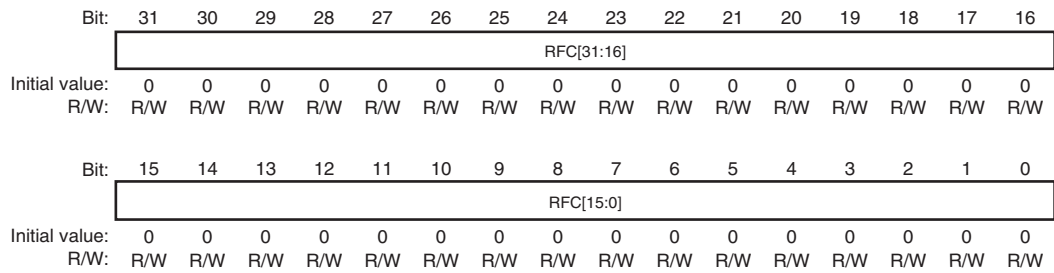 Bit: 31 30 29 28 27 26 25 24 23 22 21 20 19 18 17 16
RFC[31:16]
Initial value: 0 0 0 0 0 0 0 0 0 0 0 0 0 0 0 0
R/W: R/W R/W R/W R/W R/W R/W R/W R/W R/W R/W R/W R/W R/W R/W R/W R/W
Bit: 15 14 13 12 11 10 9 8 7 6 5 4 3 2 1 0
RFC[15:0]
Initial value: 0 0 0 0 0 0 0 0 0 0 0 0 0 0 0 0
R/W: R/W R/W R/W R/W R/W R/W R/W R/W R/W R/W R/W R/W R/W R/W R/W R/W